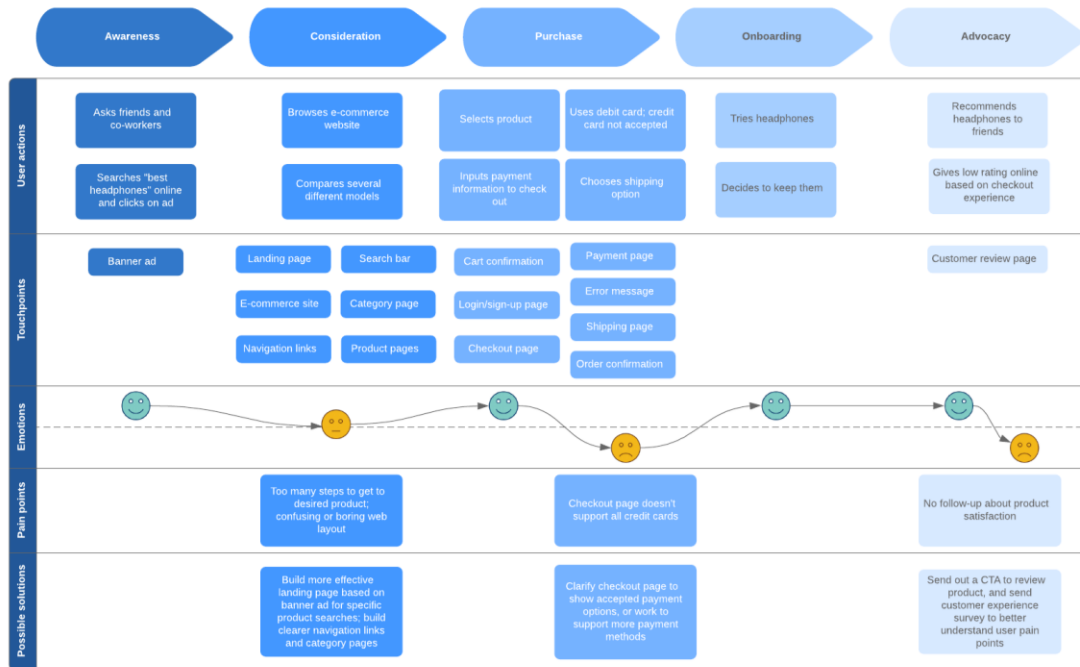 Awareness
Consideration
Purchase
Onboarding
Advocacy
User actions
Asks friends and
co-workers
Browses e-commerce
website
Selects product
Uses debit card; credit
card not accepted
Tries headphones
Recommends
headphones to
friends
Searches "best
headphones" online
and clicks on ad
Compares several
different models
Inputs payment
information to check
out
Chooses shipping
option
Decides to keep them
Gives low rating online
based on checkout
experience
Touchpoints
Banner ad
Landing page
Search bar
E-commerce site
Category page
Navigation links
Product pages
Cart confirmation
Login/sign-up page
Checkout page
Payment page
Error message
Shipping page
Order confirmation
Customer review page
Emotions
Pain points
Too many steps to get to
desired product;
confusing or boring web
layout
Checkout page doesn't
support all credit cards
No follow-up about product
satisfaction
Possible solutions
Build more effective
landing page based on
banner ad for specific
product searches; build
clearer navigation links
and category pages
Clarify checkout page to
show accepted payment
options, or work to
support more payment
methods
Send out a CTA to review
product, and send
customer experience
survey to better
understand user pain
points